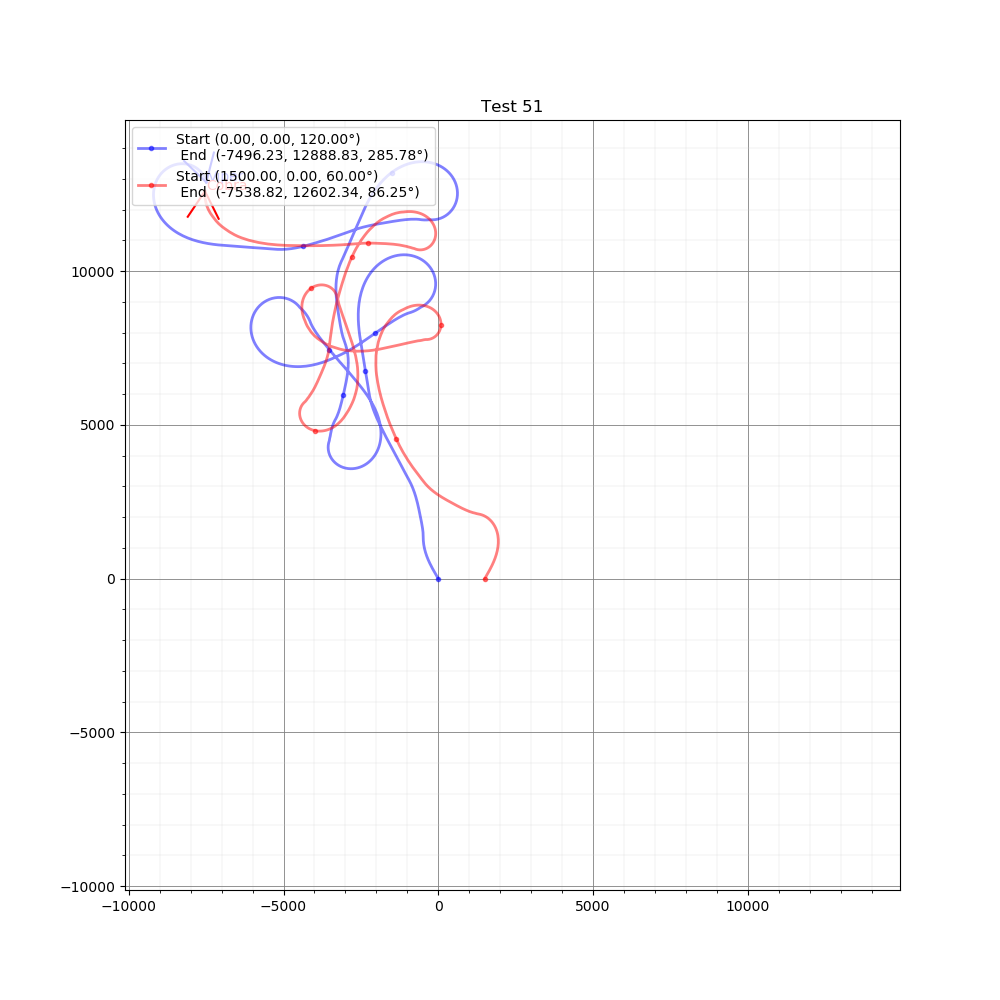 Test 51
Start (0.00, 0.00, 120.00°)
End (-7496.23, 12888.83, 285.78°)
Start (1500.00, 0.00, 60.00°)
End (-7538.82, 12602.34, 86.25°)
10000
5000
0
−5000
−10000
−10000
−5000
0
5000
10000